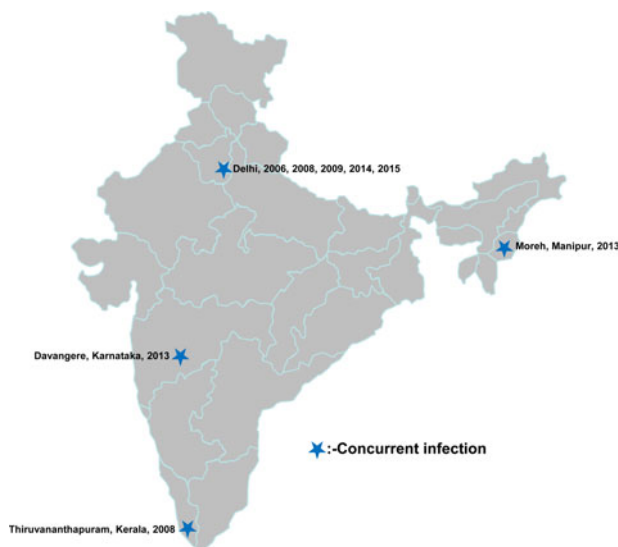 Delhi, 2006, 2008, 2009, 2014, 2015
Moreh, Manipur, 2013
Davangere, Karnataka, 2013
:-Concurrent infection
Thiruvananthapuram, Kerala, 2008